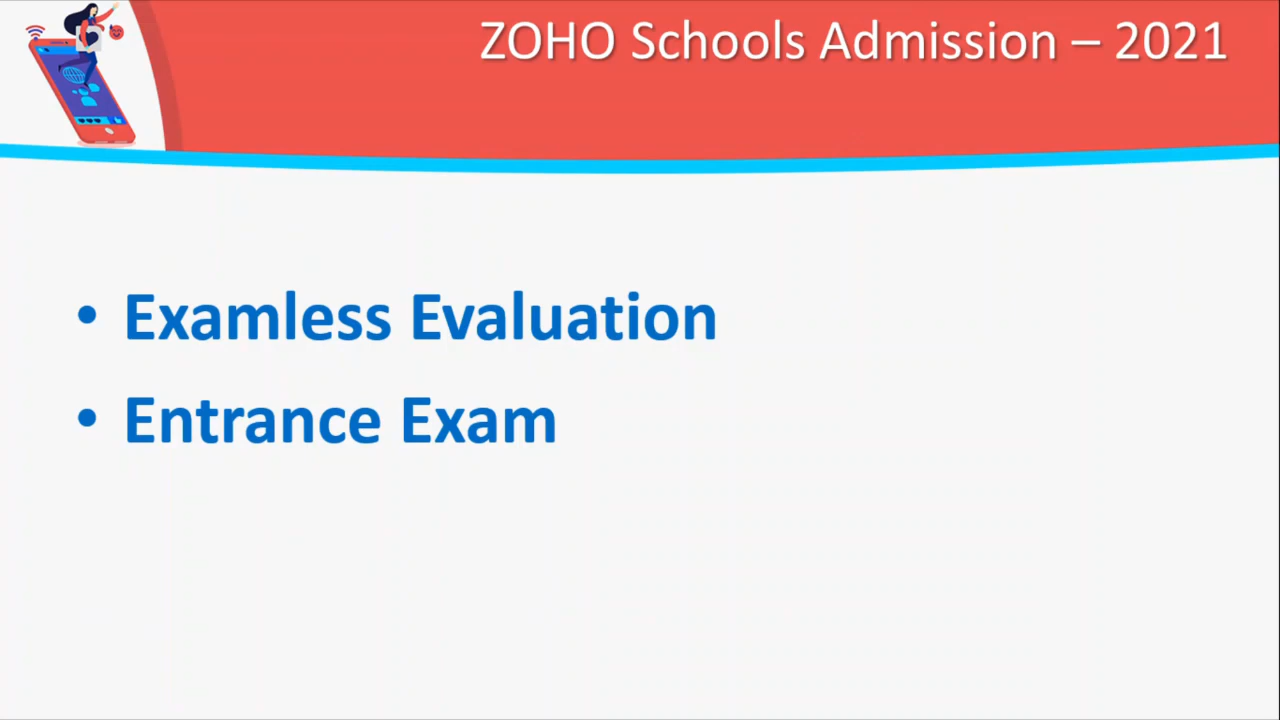 ZOHO Schools Admission – 2021
• Examless Evaluation
• Entrance Exam